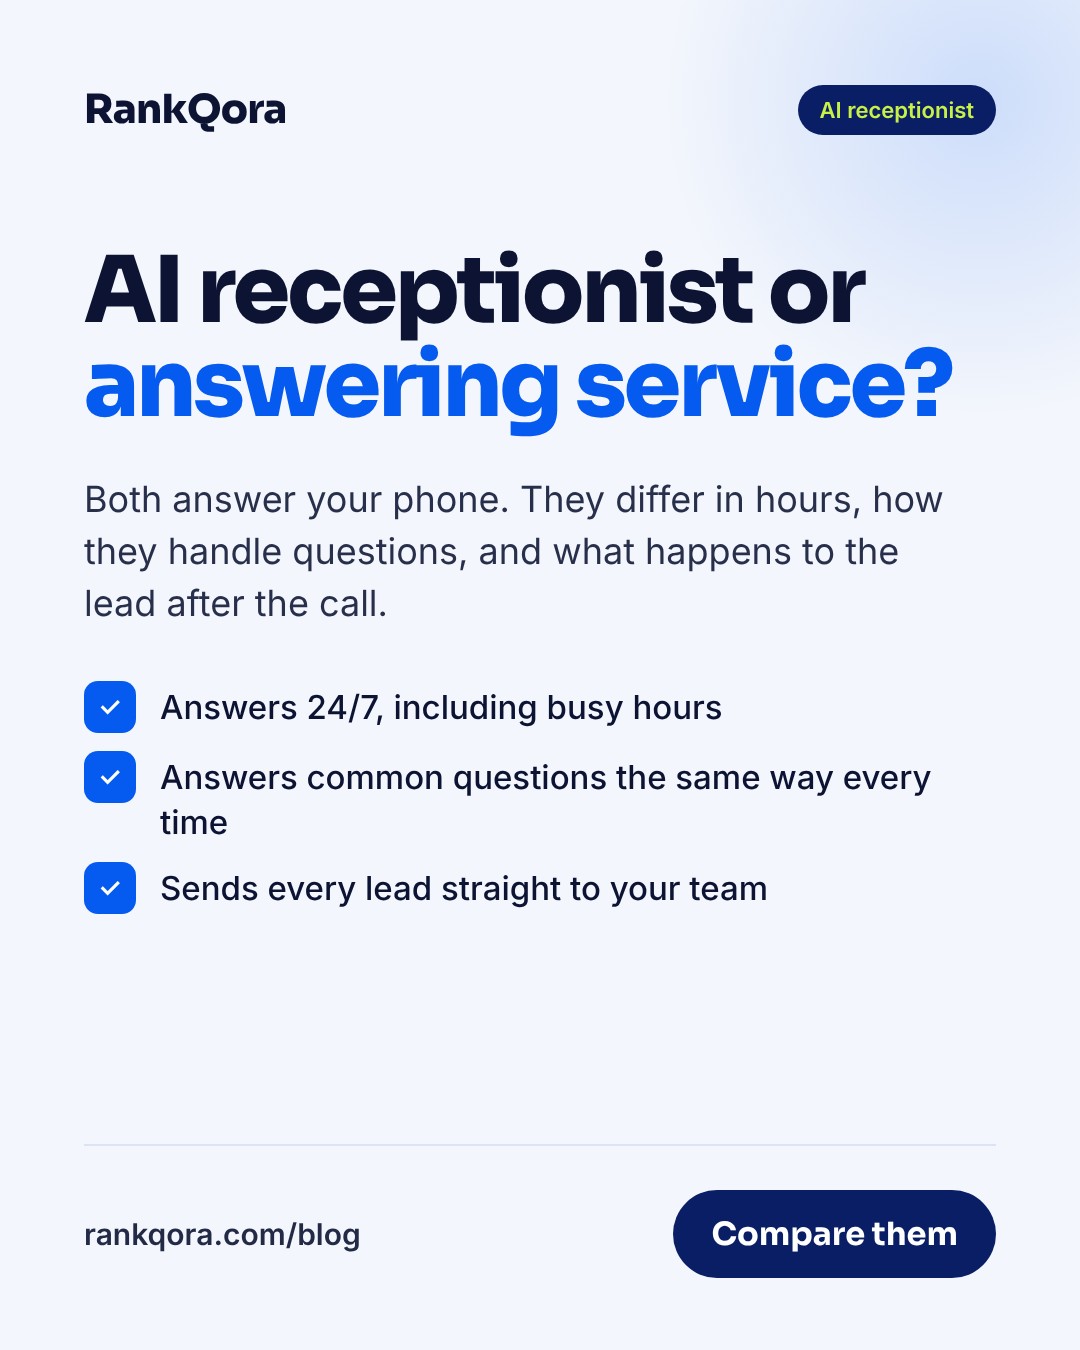 RankQora
AI receptionist
AI receptionist or
answering service?
Both answer your phone. They differ in hours, how
they handle questions, and what happens to the
lead after the call.
Answers 24/7, including busy hours
Answers common questions the same way every
time
Sends every lead straight to your team
rankqora.com/blog
Compare them